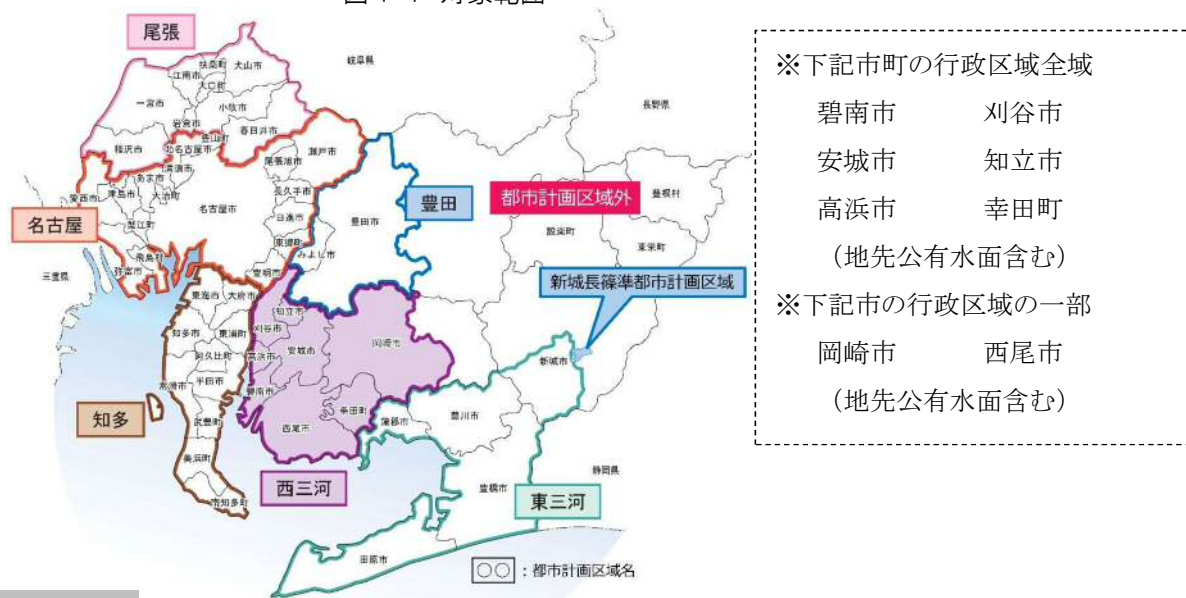 尾張
扶桑町
犬山市
江南市
大口町
岐阜県
一宮市
小牧市
岩倉市
春日井市
豊山町
稲沢市
北名古屋市
清須市
瀬戸市
尾張旭市
長野県
あま市
愛西市
津島市
大治町
長久手市
名古屋市
日進市
名古屋
蟹江町
東郷町
みよし市
飛島村
弥富市
豊明市
三重県
豊田
豊田市
都市計画区域外
豊根村
設楽町
東栄町
新城長篠準都市計画区域
東海市
大府市
知多市
東浦町
阿久比町
常滑市
半田市
武豊町
美浜町
南知多町
知多
知立市
刈谷市
安城市
岡崎市
高浜市
碧南市
幸田町
西尾市
西三河
新城市
蒲郡市
豊川市
豊橋市
静岡県
東三河
田原市
○○:都市計画区域名
※下記市町の行政区域全域
碧南市 刈谷市
安城市 知立市
高浜市 幸田町
(地先公有水面含む)
※下記市の行政区域の一部
岡崎市 西尾市
(地先公有水面含む)